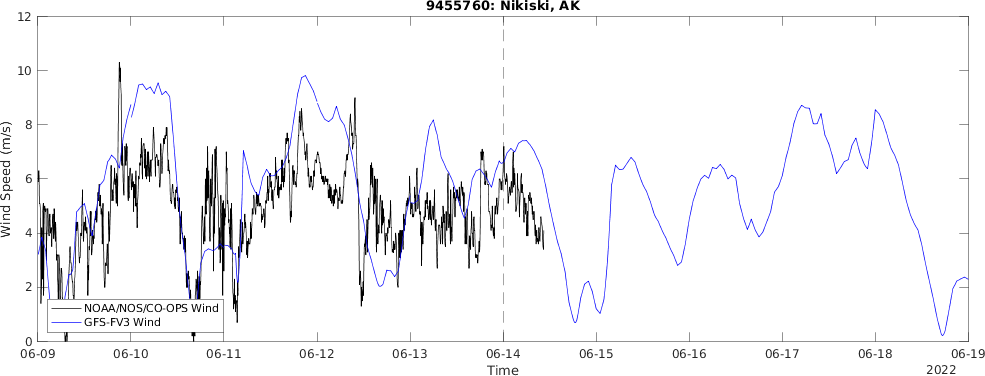 9455760: Nikiski, AK
12
10
8
6
4
2
0
Wind Speed (m/s)
NOAA/NOS/CO-OPS Wind
GFS-FV3 Wind
06-09 06-10 06-11 06-12 06-13 06-14 06-15 06-16 06-17 06-18 06-19
Time
2022